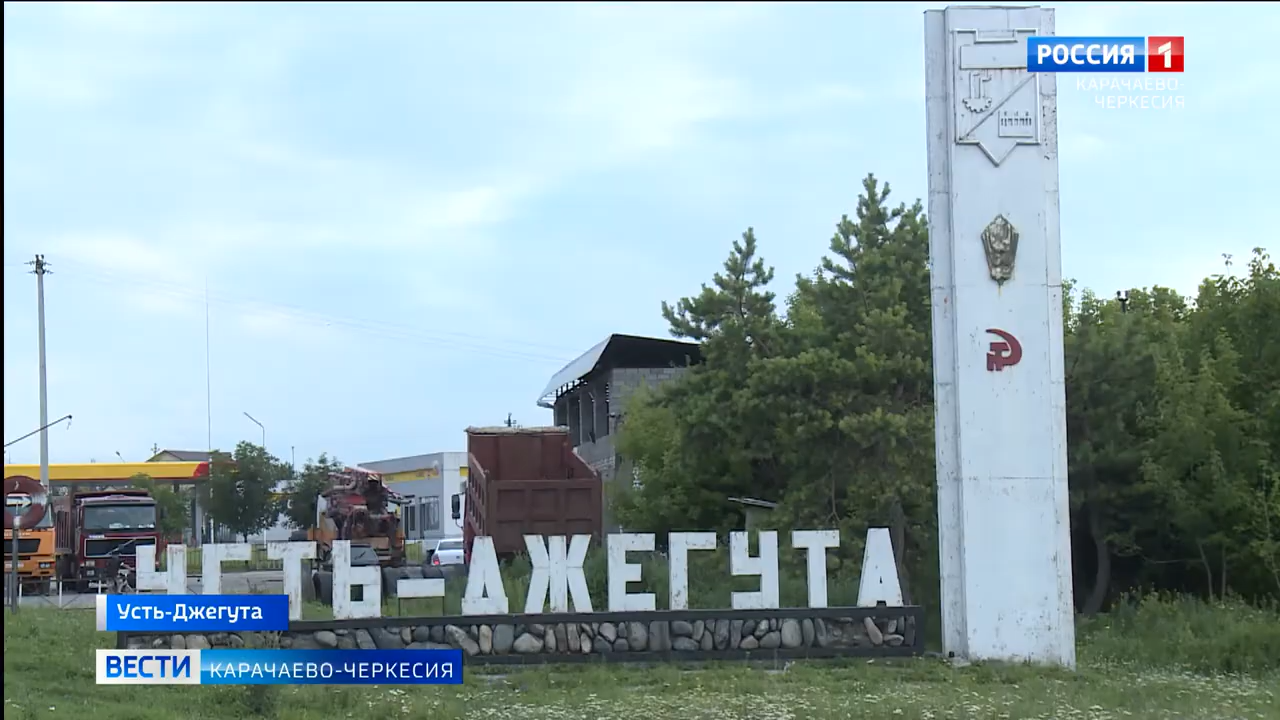 РОССИЯ 1
КАРАЧАЕВО-
ЧЕРКЕСИЯ
УСТЬ-ДЖЕГУТА
Усть-Джегута
ВЕСТИ КАРАЧАЕВО-ЧЕРКЕСИЯ